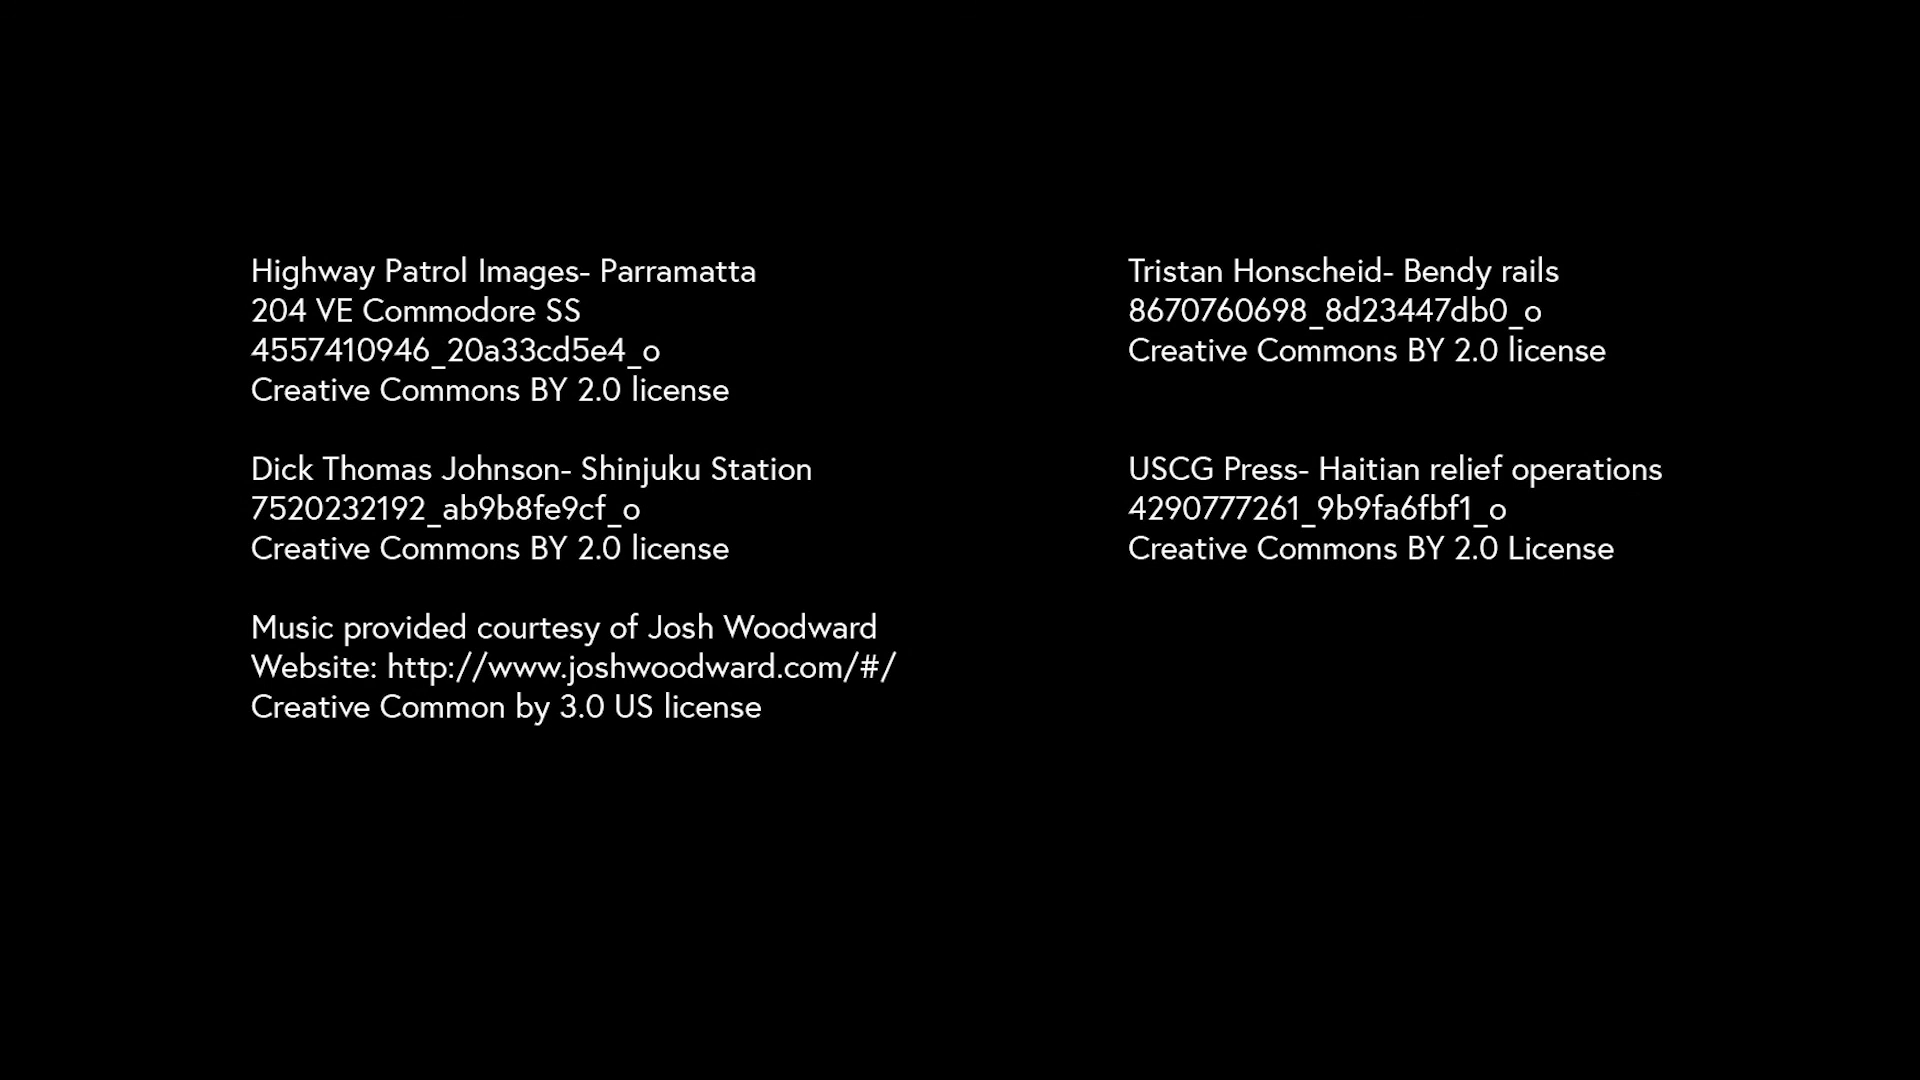 Highway Patrol Images- Parramatta
204 VE Commodore SS
4557410946_20a33cd5e4_o
Creative Commons BY 2.0 license
Dick Thomas Johnson- Shinjuku Station
7520232192_ab9b8fe9cf_o
Creative Commons BY 2.0 license
Music provided courtesy of Josh Woodward
Website: http://www.joshwoodward.com/#/
Creative Common by 3.0 US license
Tristan Honscheid- Bendy rails
8670760698_8d23447db0_o
Creative Commons BY 2.0 license
USCG Press- Haitian relief operations
4290777261_9b9fa6fbf1_o
Creative Commons BY 2.0 License